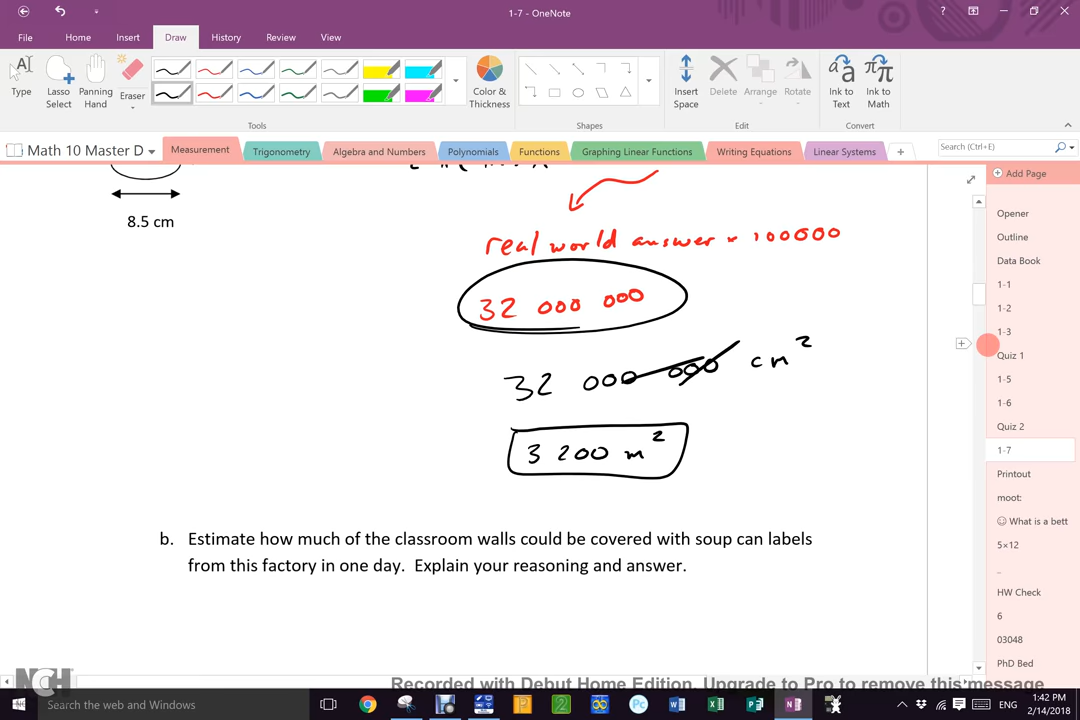 1-7 - OneNote
?
File Home Insert Draw History Review View
Type
Lasso Select
Panning Hand
Eraser
Color & Thickness
Insert Space
Delete
Arrange
Rotate
Ink to Text
Ink to Math
Tools
Shapes
Edit
Convert
Math 10 Master D
Measurement
Trigonometry
Algebra and Numbers
Polynomials
Functions
Graphing Linear Functions
Writing Equations
Linear Systems
Search (Ctrl+E)
Add Page
Opener
Outline
Data Book
1-1
1-2
1-3
Quiz 1
1-5
1-6
Quiz 2
1-7
Printout
moot:
☺ What is a bett
5×12
..
HW Check
6
03048
PhD Bed
8.5 cm
real world answer × 100000
32 000 000
32 000 000 cm²
3 200 m²
b. Estimate how much of the classroom walls could be covered with soup can labels
from this factory in one day. Explain your reasoning and answer.
NCH
Recorded with Debut Home Edition. Upgrade to Pro to remove this message
Search the web and Windows
ENG
1:42 PM
2/14/2018